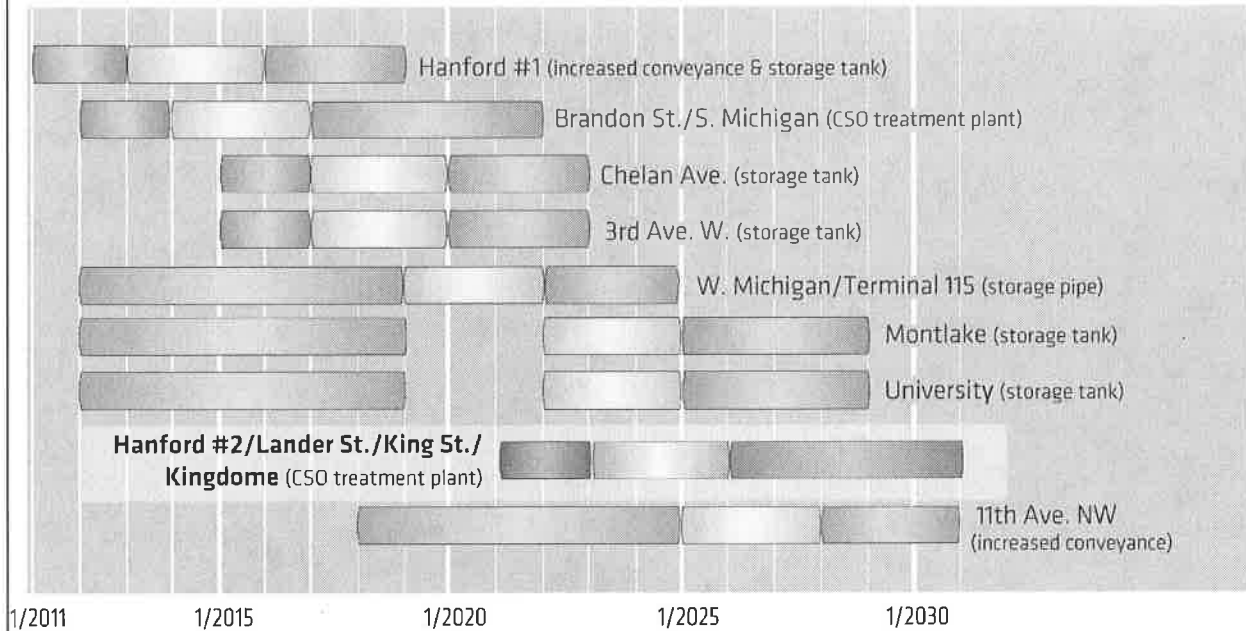 Hanford #1 (increased conveyance & storage tank)
Brandon St./S. Michigan (CSO treatment plant)
Chelan Ave. (storage tank)
3rd Ave. W. (storage tank)
W. Michigan/Terminal 115 (storage pipe)
Montlake (storage tank)
University (storage tank)
Hanford #2/Lander St./King St./
Kingdome (CSO treatment plant)
11th Ave. NW
(increased conveyance)
1/2011 1/2015 1/2020 1/2025 1/2030